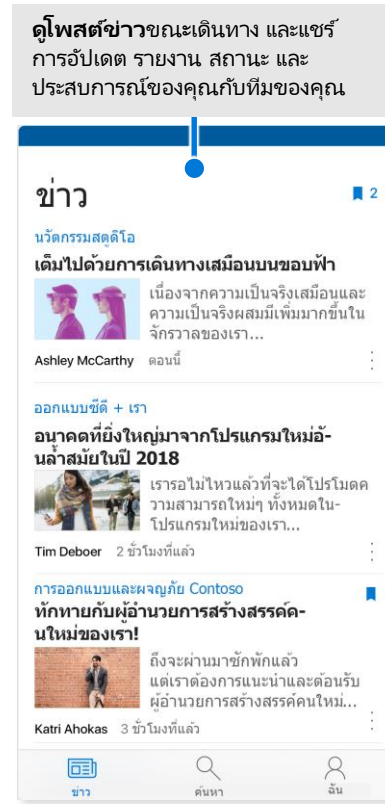 ดูโพสต์ข่าวขณะเดินทาง และแชร์
การอัปเดต รายงาน สถานะ และ
ประสบการณ์ของคุณกับทีมของคุณ
ข่าว
2
นวัตกรรมสตูดิโอ
เต็มไปด้วยการเดินทางเสมือนบนขอบฟ้า
เนื่องจากความเป็นจริงเสมือนและ
ความเป็นจริงผสมมีเพิ่มมากขึ้นใน
จักรวาลของเรา...
Ashley McCarthy ตอนนี้
ออกแบบซีดี + เรา
อนาคตที่ยิ่งใหญ่มาจากโปรแกรมใหม่อั-
นล้ำสมัยในปี 2018
เรารอไม่ไหวแล้วที่จะได้โปรโมตค
วามสามารถใหม่ๆ ทั้งหมดใน-
โปรแกรมใหม่ของเรา...
Tim Deboer 2 ชั่วโมงที่แล้ว
การออกแบบและผจญภัย Contoso
ทักทายกับผู้อำนวยการสร้างสรรค์ค-
นใหม่ของเรา!
ถึงจะผ่านมาซักพักแล้ว
แต่เราต้องการแนะนำและต้อนรับ
ผู้อำนวยการสร้างสรรค์คนใหม่...
Katri Ahokas 3 ชั่วโมงที่แล้ว
ข่าว ค้นหา ฉัน